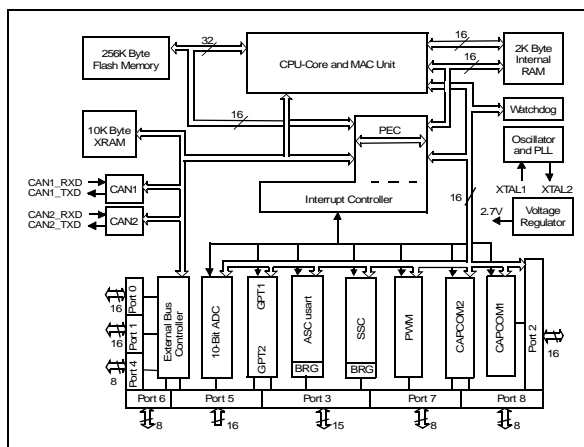 256K Byte
Flash Memory
32
CPU-Core and MAC Unit
16
2K Byte
Internal
RAM
16
16
Watchdog
10K Byte
XRAM
PEC
Oscillator
and PLL
CAN1_RXD
CAN1_TXD
CAN1
XTAL1
XTAL2
CAN2_RXD
CAN2_TXD
CAN2
Interrupt Controller
16
2.7V
Voltage
Regulator
Port 0
16
Port 1
16
Port 4
8
External Bus
Controller
10-Bit ADC
GPT1
GPT2
ASC usart
BRG
SSC
BRG
PWM
CAPCOM2
CAPCOM1
Port 2
16
Port 6
Port 5
Port 3
Port 7
Port 8
8
16
15
8
8